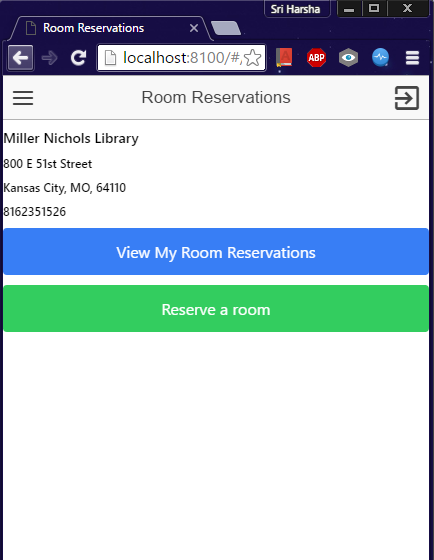 Sri Harsha
Room Reservations
localhost:8100/#/
ABP
Room Reservations
Miller Nichols Library
800 E 51st Street
Kansas City, MO, 64110
8162351526
View My Room Reservations
Reserve a room